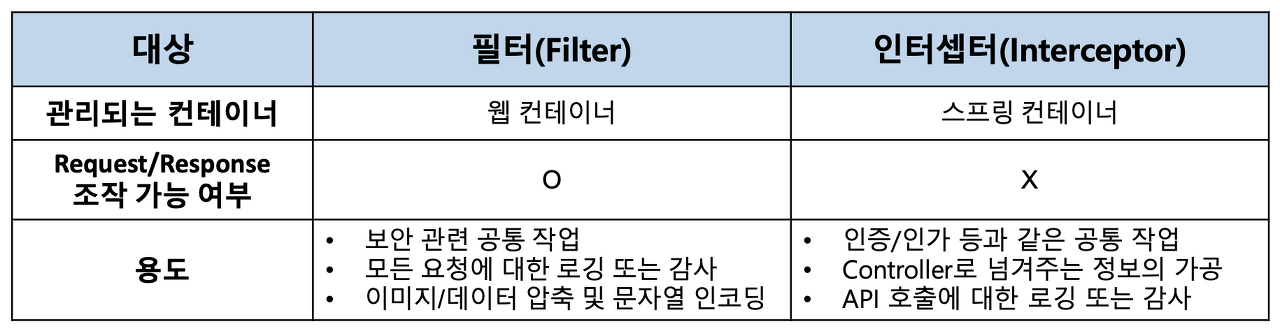 대상
필터(Filter)
인터셉터(Interceptor)
관리되는 컨테이너
웹 컨테이너
스프링 컨테이너
Request/Response
조작 가능 여부
O
X
용도
• 보안 관련 공통 작업
• 모든 요청에 대한 로깅 또는 감사
• 이미지/데이터 압축 및 문자열 인코딩
• 인증/인가 등과 같은 공통 작업
• Controller로 넘겨주는 정보의 가공
• API 호출에 대한 로깅 또는 감사